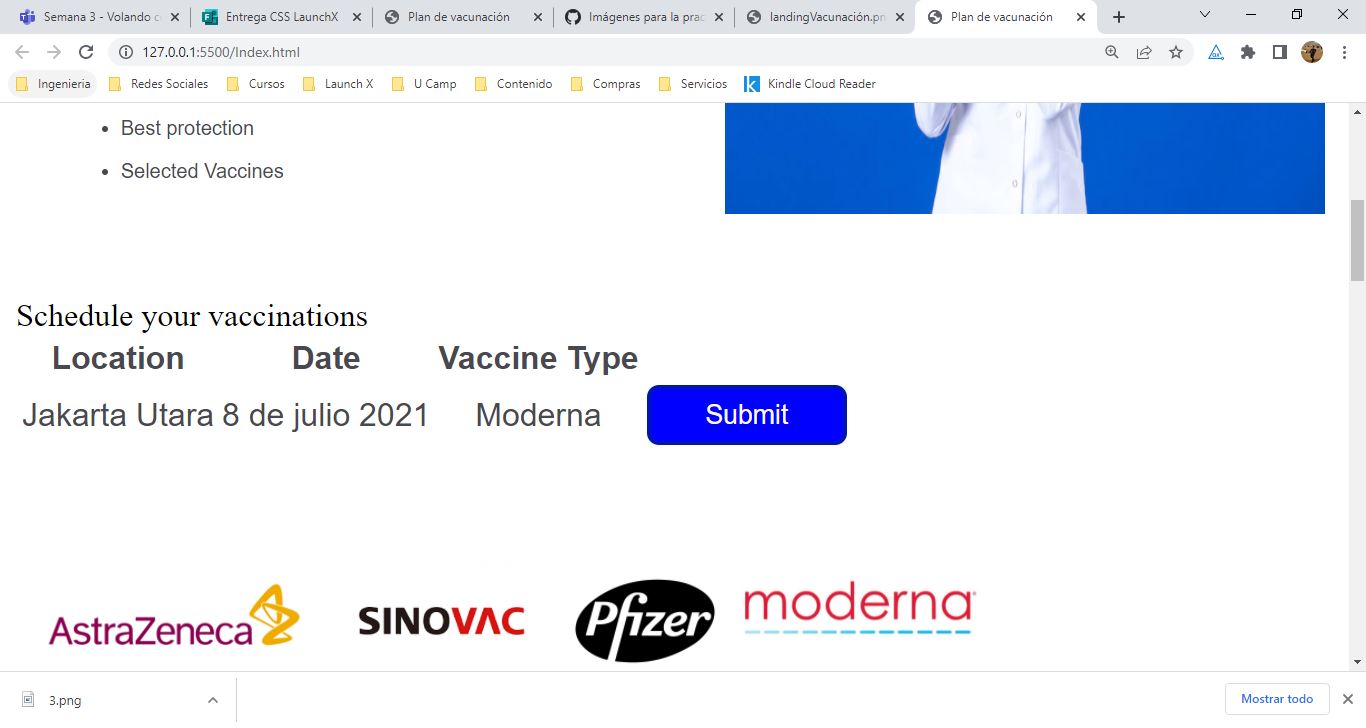 Semana 3 - Volando c
Entrega CSS LaunchX
Plan de vacunación
Imágenes para la prac
landingVacunación.pn
Plan de vacunación
127.0.0.1:5500/Index.html
Ingeniería
Redes Sociales
Cursos
Launch X
U Camp
Contenido
Compras
Servicios
Kindle Cloud Reader
• Best protection
• Selected Vaccines
Schedule your vaccinations
Location Date Vaccine Type
Jakarta Utara 8 de julio 2021 Moderna Submit
AstraZeneca SINOVAC Pfizer moderna
3.png
Mostrar todo